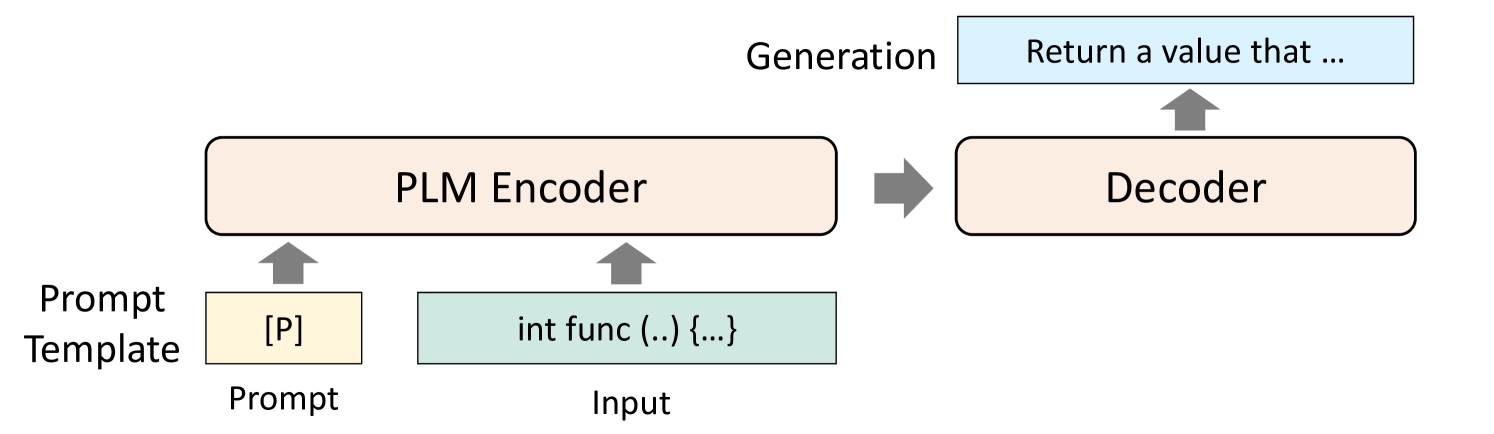 Generation
Return a value that ...
PLM Encoder
Decoder
Prompt
Template
[P]
int func (..) {...}
Prompt
Input